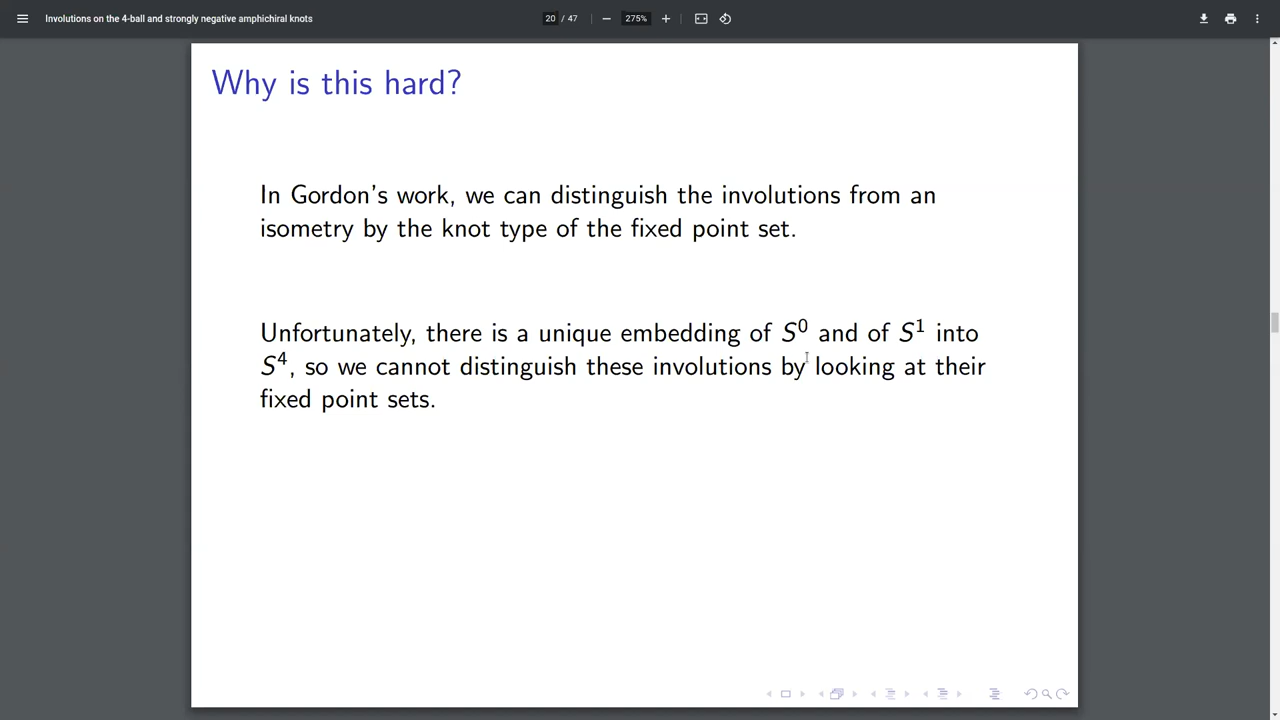 Involutions on the 4-ball and strongly negative amphichiral knots
20 / 47
275%
Why is this hard?
In Gordon's work, we can distinguish the involutions from an
isometry by the knot type of the fixed point set.
Unfortunately, there is a unique embedding of S⁰ and of S¹ into
S⁴, so we cannot distinguish these involutions by looking at their
fixed point sets.